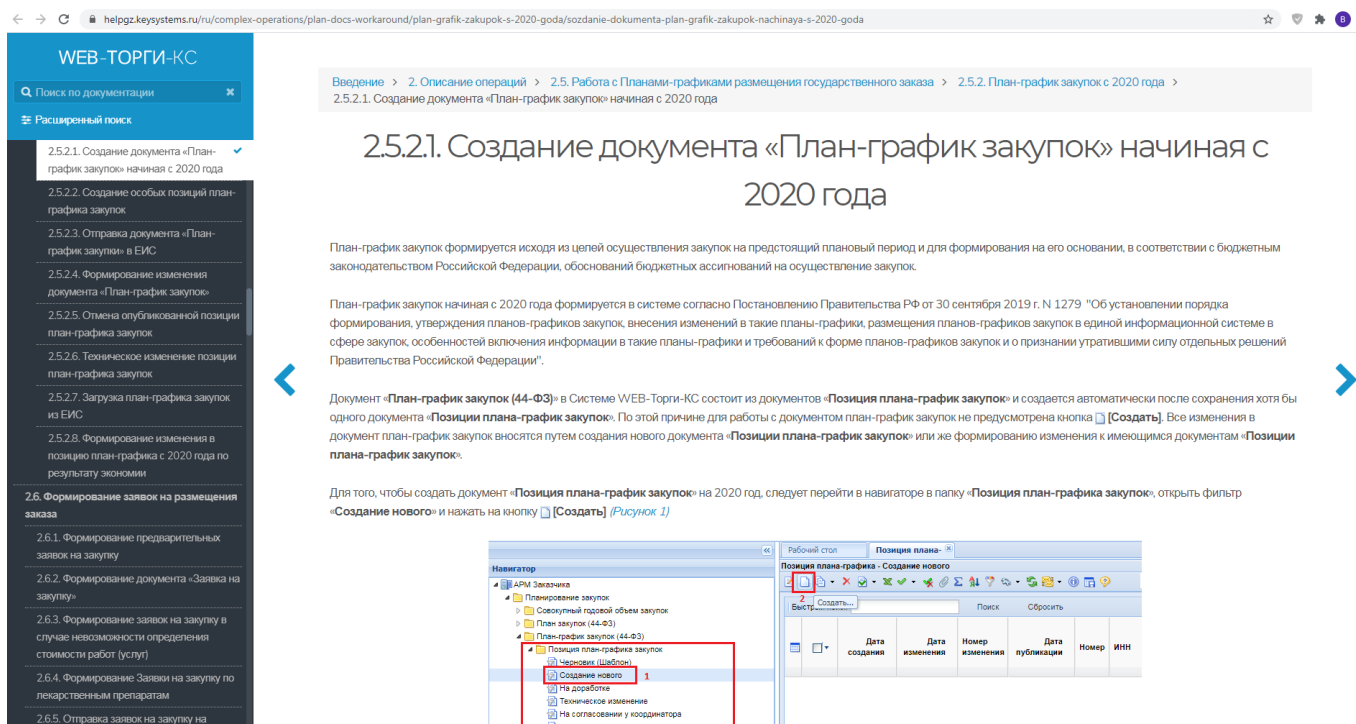 helpgz.keysystems.ru/ru/complex-operations/plan-docs-workaround/plan-grafik-zakupok-s-2020-goda/sozdanie-dokumenta-plan-grafik-zakupok-nachinaya-s-2020-goda
B
WEB-ТОРГИ-КС
Поиск по документации
Расширенный поиск
2.5.2.1. Создание документа «План-
график закупок» начиная с 2020 года
2.5.2.2. Создание особых позиций план-
графика закупок
2.5.2.3. Отправка документа «План-
график закупки» в ЕИС
2.5.2.4. Формирование изменения
документа «План-график закупок»
2.5.2.5. Отмена опубликованной позиции
план-графика закупок
2.5.2.6. Техническое изменение позиции
план-графика закупок
2.5.2.7. Загрузка план-графика закупок
из ЕИС
2.5.2.8. Формирование изменения в
позицию план-графика с 2020 года по
результату экономии
2.6. Формирование заявок на размещения
заказа
2.6.1. Формирование предварительных
заявок на закупку
2.6.2. Формирование документа «Заявка на
закупку»
2.6.3. Формирование заявок на закупку в
случае невозможности определения
стоимости работ (услуг)
2.6.4. Формирование Заявки на закупку по
лекарственным препаратам
2.6.5. Отправка заявок на закупку на
Введение > 2. Описание операций > 2.5. Работа с Планами-графиками размещения государственного заказа > 2.5.2. План-график закупок с 2020 года >
2.5.2.1. Создание документа «План-график закупок» начиная с 2020 года
2.5.2.1. Создание документа «План-график закупок» начиная с
2020 года
План-график закупок формируется исходя из целей осуществления закупок на предстоящий плановый период и для формирования на его основании, в соответствии с бюджетным
законодательством Российской Федерации, обоснований бюджетных ассигнований на осуществление закупок.
План-график закупок начиная с 2020 года формируется в системе согласно Постановлению Правительства РФ от 30 сентября 2019 г. N 1279 "Об установлении порядка
формирования, утверждения планов-графиков закупок, внесения изменений в такие планы-графики, размещения планов-графиков закупок в единой информационной системе в
сфере закупок, особенностей включения информации в такие планы-графики и требований к форме планов-графиков закупок и о признании утратившими силу отдельных решений
Правительства Российской Федерации".
Документ «План-график закупок (44-ФЗ)» в Системе WEB-Торги-КС состоит из документов «Позиция плана-график закупок» и создается автоматически после сохранения хотя бы
одного документа «Позиции плана-график закупок». По этой причине для работы с документом план-график закупок не предусмотрена кнопка [Создать]. Все изменения в
документ план-график закупок вносятся путем создания нового документа «Позиции плана-график закупок» или же формированию изменения к имеющимся документам «Позиции
плана-график закупок».
Для того, чтобы создать документ «Позиция плана-график закупок» на 2020 год, следует перейти в навигаторе в папку «Позиция план-графика закупок», открыть фильтр
«Создание нового» и нажать на кнопку [Создать] (Рисунок 1)
Навигатор
АРМ Заказчика
Планирование закупок
Совокупный годовой объем закупок
План закупок (44-ФЗ)
План-график закупок (44-ФЗ)
Позиция план-графика закупок
Черновик (Шаблон)
Создание нового 1
На доработке
Техническое изменение
На согласовании у координатора
Рабочий стол Позиция плана-
Позиция плана-графика - Создание нового
2 Создать...
Поиск Сбросить
Дата создания Дата изменения Номер изменения Дата публикации Номер ИНН